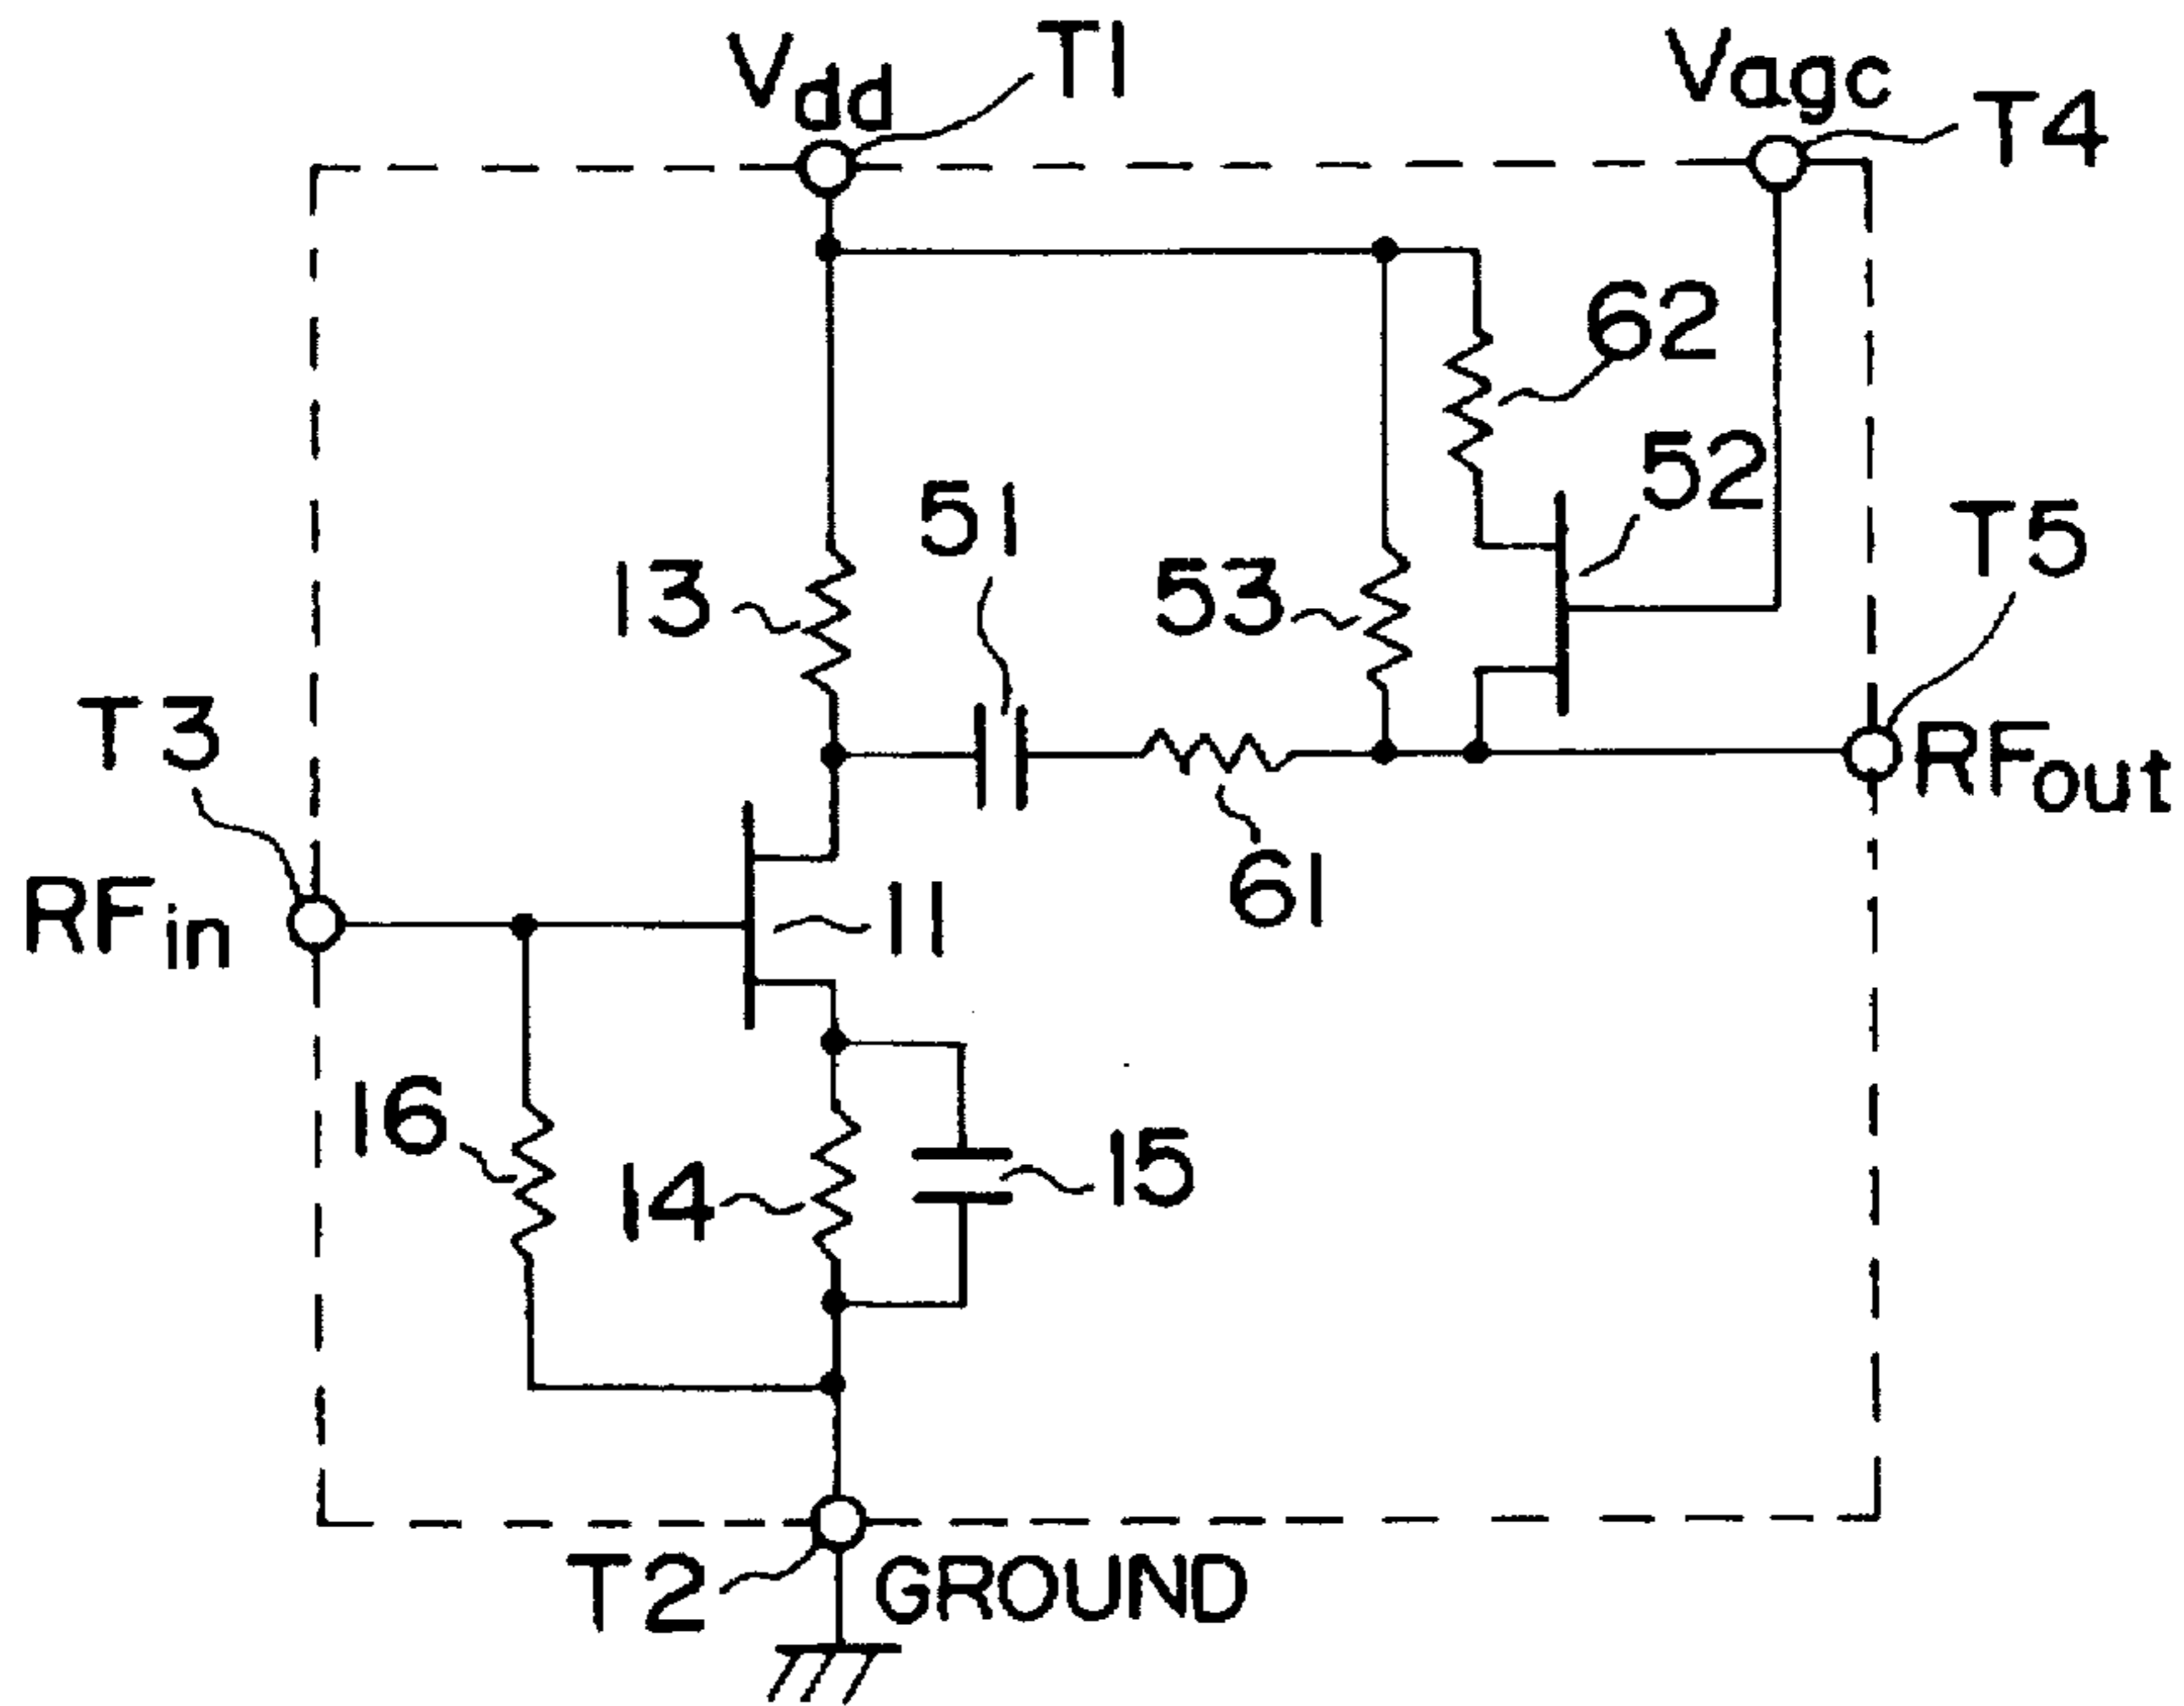 Vdd
T1
Vagc
T4
62
52
51
T5
13
53
T3
RFout
61
RFin
11
16
14
15
T2
GROUND